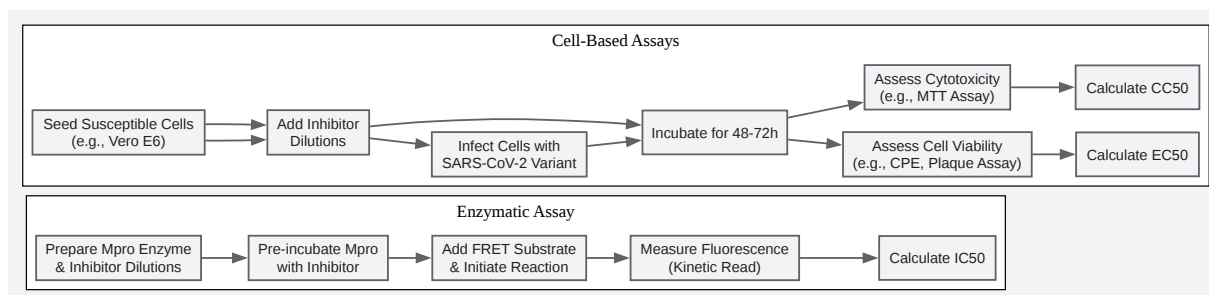 Cell-Based Assays
Seed Susceptible Cells
(e.g., Vero E6)
Add Inhibitor
Dilutions
Infect Cells with
SARS-CoV-2 Variant
Incubate for 48-72h
Assess Cytotoxicity
(e.g., MTT Assay)
Calculate CC50
Assess Cell Viability
(e.g., CPE, Plaque Assay)
Calculate EC50
Enzymatic Assay
Prepare Mpro Enzyme
& Inhibitor Dilutions
Pre-incubate Mpro
with Inhibitor
Add FRET Substrate
& Initiate Reaction
Measure Fluorescence
(Kinetic Read)
Calculate IC50